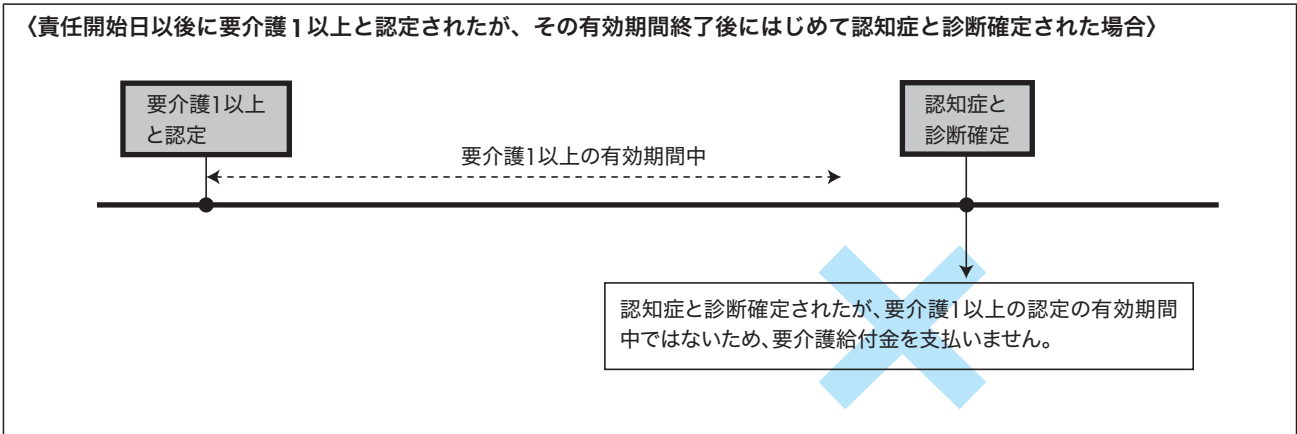 〈責任開始日以後に要介護1以上と認定されたが、その有効期間終了後にはじめて認知症と診断確定された場合〉
要介護1以上
と認定
認知症と
診断確定
要介護1以上の有効期間中
認知症と診断確定されたが、要介護1以上の認定の有効期間
中ではないため、要介護給付金を支払いません。